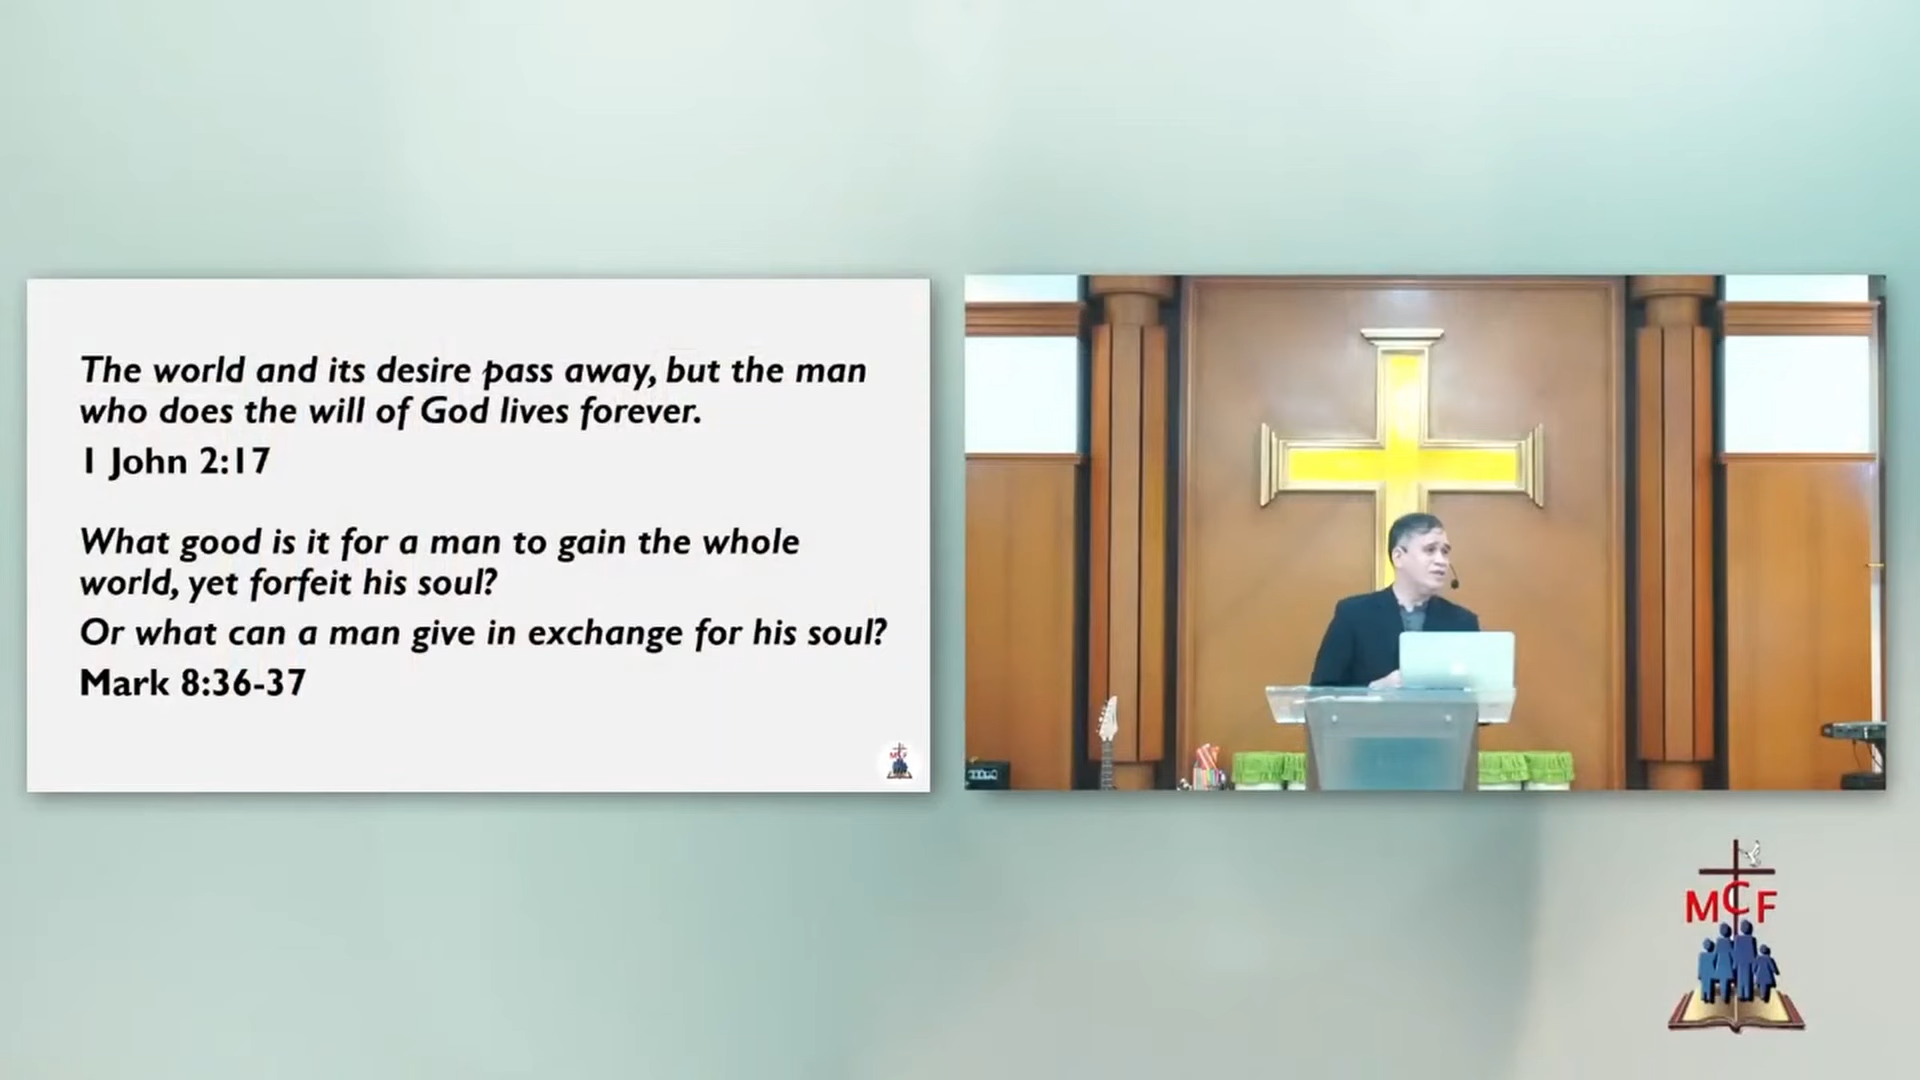 The world and its desire pass away, but the man
who does the will of God lives forever.
1 John 2:17
What good is it for a man to gain the whole
world, yet forfeit his soul?
Or what can a man give in exchange for his soul?
Mark 8:36-37
MCF
MCF